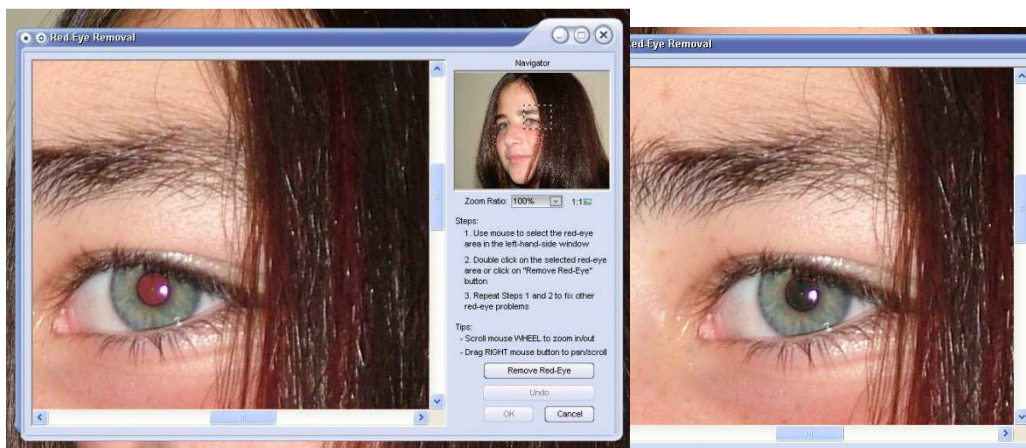 Red-Eye Removal
Navigator
Zoom Ratio: 100% 1:1
Steps:
1. Use mouse to select the red-eye
area in the left-hand-side window
2. Double click on the selected red-eye
area or click on "Remove Red-Eye"
button
3. Repeat Steps 1 and 2 to fix other
red-eye problems
Tips:
- Scroll mouse WHEEL to zoom in/out
- Drag RIGHT mouse button to pan/scroll
Remove Red-Eye
Undo
OK Cancel
ed-Eye Removal